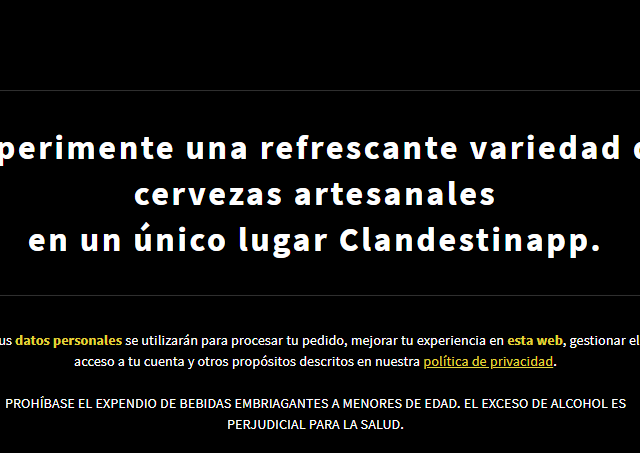 perimente una refrescante variedad
cervezas artesanales
en un único lugar Clandestinapp.
us datos personales se utilizarán para procesar tu pedido, mejorar tu experiencia en esta web, gestionar el
acceso a tu cuenta y otros propósitos descritos en nuestra política de privacidad.
PROHÍBASE EL EXPENDIO DE BEBIDAS EMBRIAGANTES A MENORES DE EDAD. EL EXCESO DE ALCOHOL ES
PERJUDICIAL PARA LA SALUD.